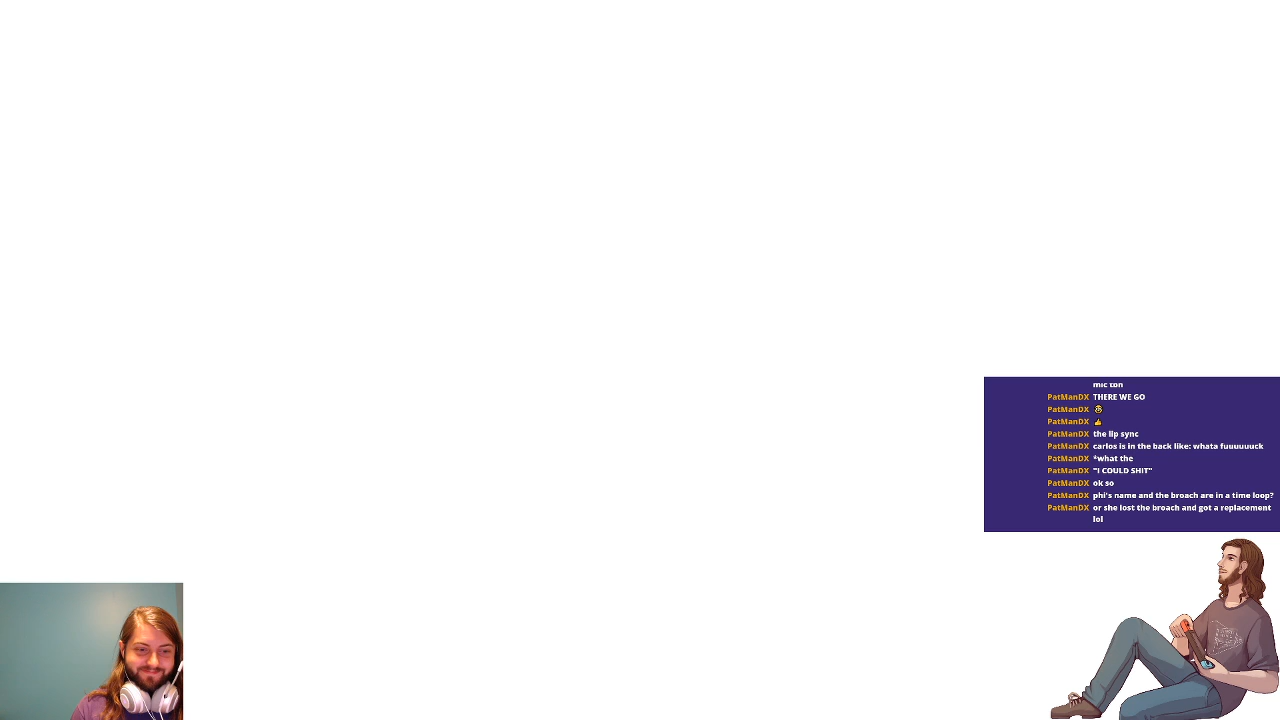 mic ton
PatManDX THERE WE GO
PatManDX
PatManDX
PatManDX the lip sync
PatManDX carlos is in the back like: whata fuuuuuuck
PatManDX *what the
PatManDX "I COULD SHIT"
PatManDX ok so
PatManDX phi's name and the broach are in a time loop?
PatManDX or she lost the broach and got a replacement
lol